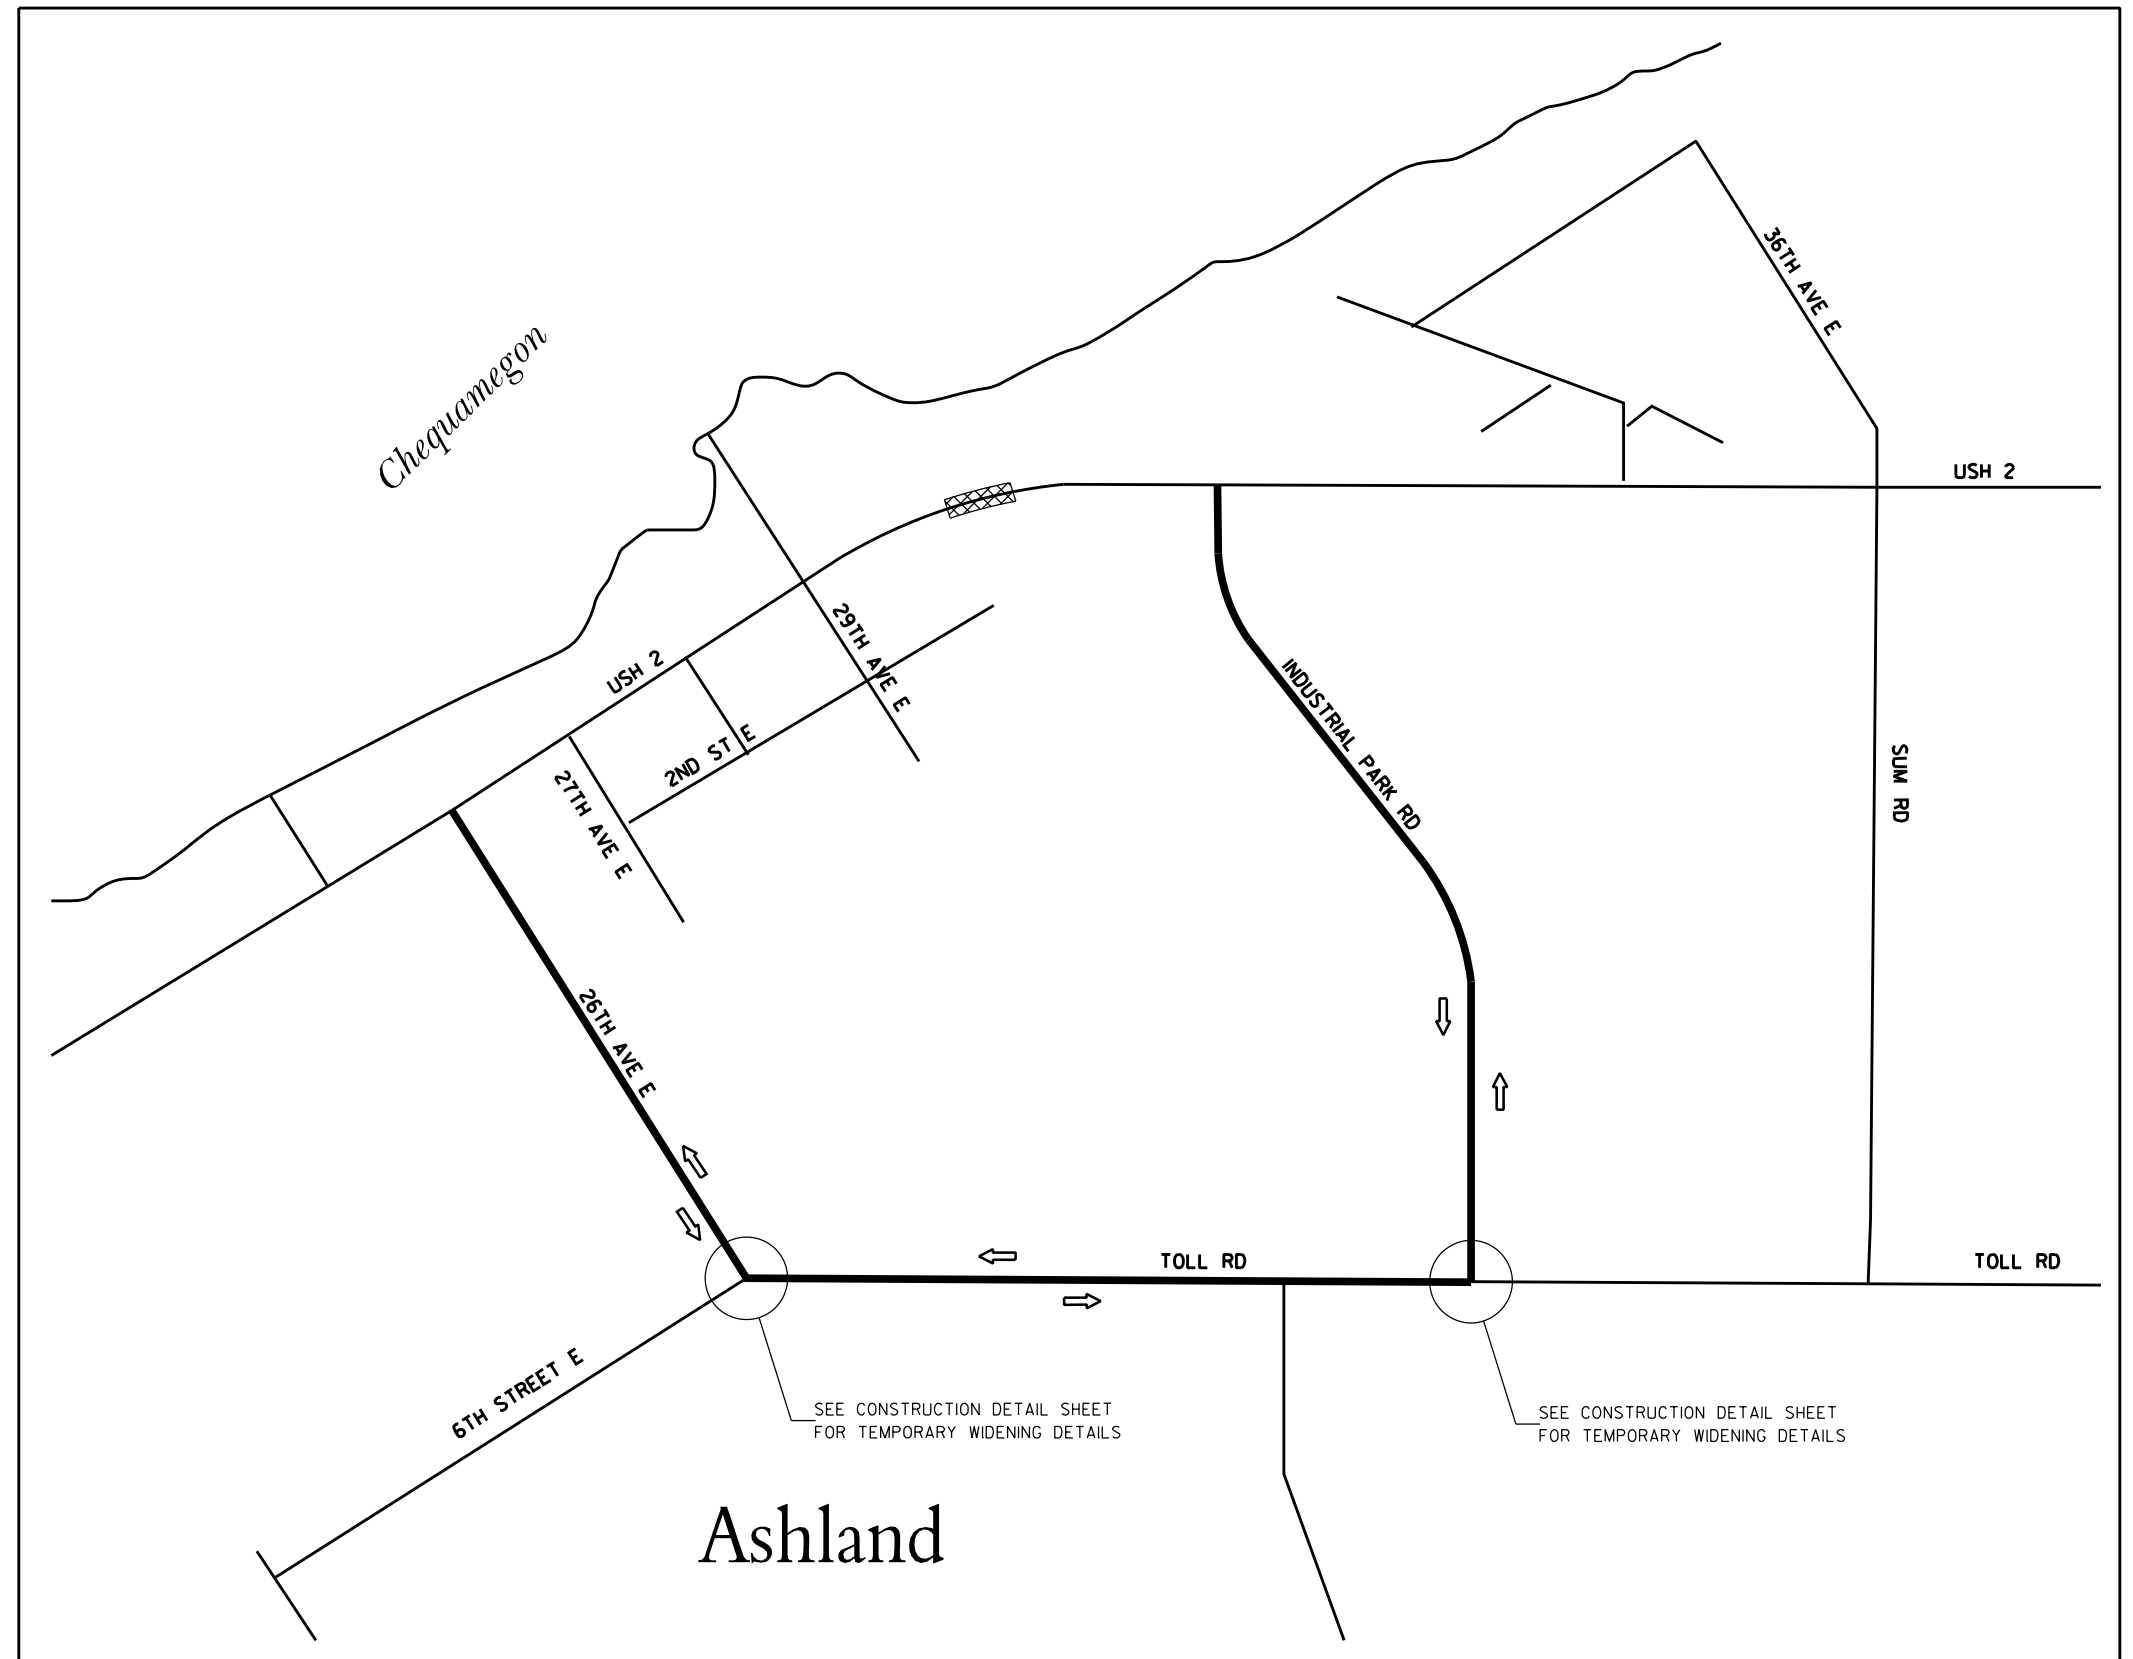 36TH AVE E
Chequamegon
USH 2
29TH AVE E
USH 2
INDUSTRIAL PARK RD
2ND ST E
SUM RD
27TH AVE E
26TH AVE E
TOLL RD
TOLL RD
6TH STREET E
SEE CONSTRUCTION DETAIL SHEET
FOR TEMPORARY WIDENING DETAILS
SEE CONSTRUCTION DETAIL SHEET
FOR TEMPORARY WIDENING DETAILS
Ashland